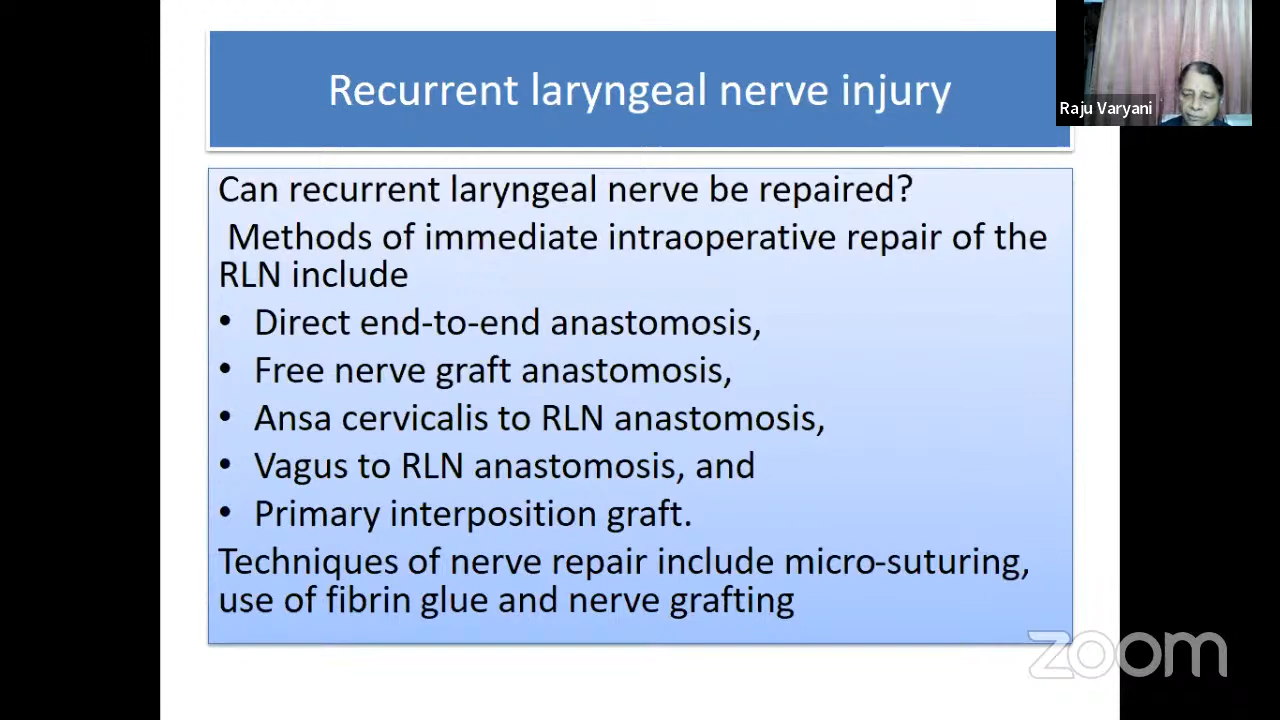 Recurrent laryngeal nerve injury
Raju Varyani
Can recurrent laryngeal nerve be repaired?
Methods of immediate intraoperative repair of the
RLN include
• Direct end-to-end anastomosis,
• Free nerve graft anastomosis,
• Ansa cervicalis to RLN anastomosis,
• Vagus to RLN anastomosis, and
• Primary interposition graft.
Techniques of nerve repair include micro-suturing,
use of fibrin glue and nerve grafting
zoom